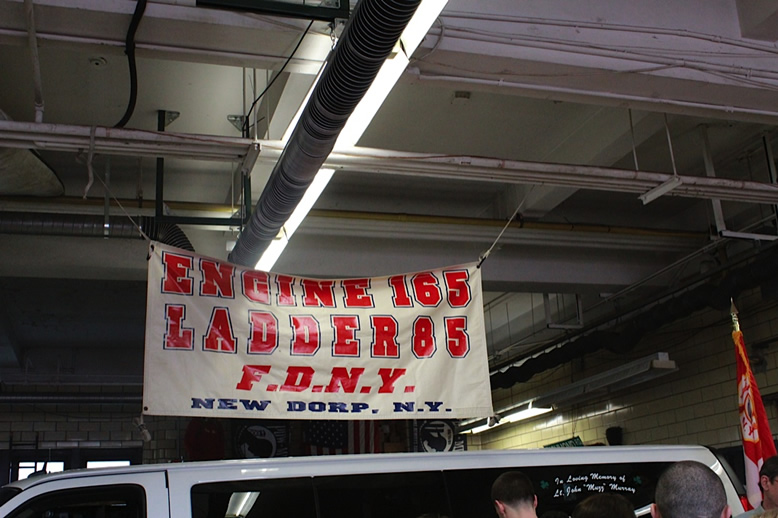 ENGINE 165
LADDER 85
F.D.N.Y.
NEW DORP, N.Y.
In Loving Memory of
Lt. John "Muzz" Murray